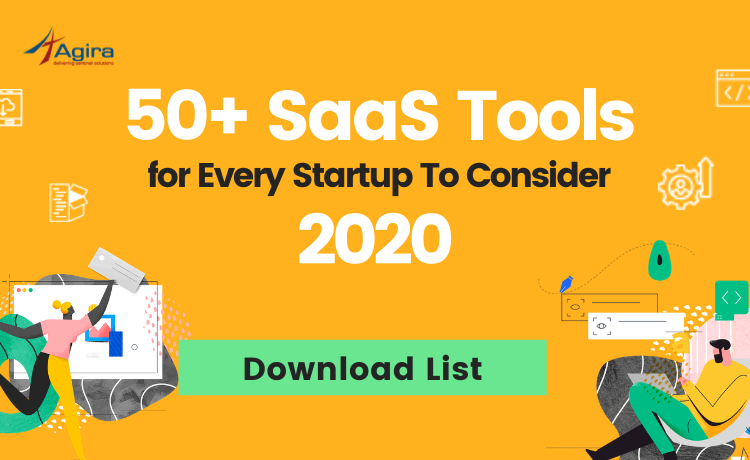 Agira
delivering sentinel solutions
50+ SaaS Tools
for Every Startup To Consider
2020
Download List